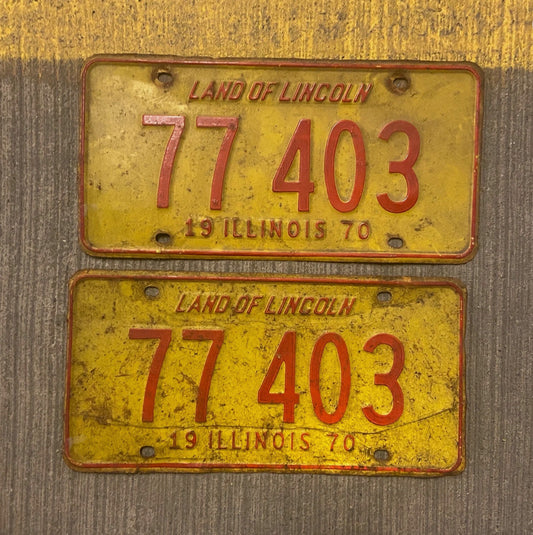 LAND OF LINCOLN
77 403
19 ILLINOIS 70
LAND OF LINCOLN
77 403
19 ILLINOIS 70